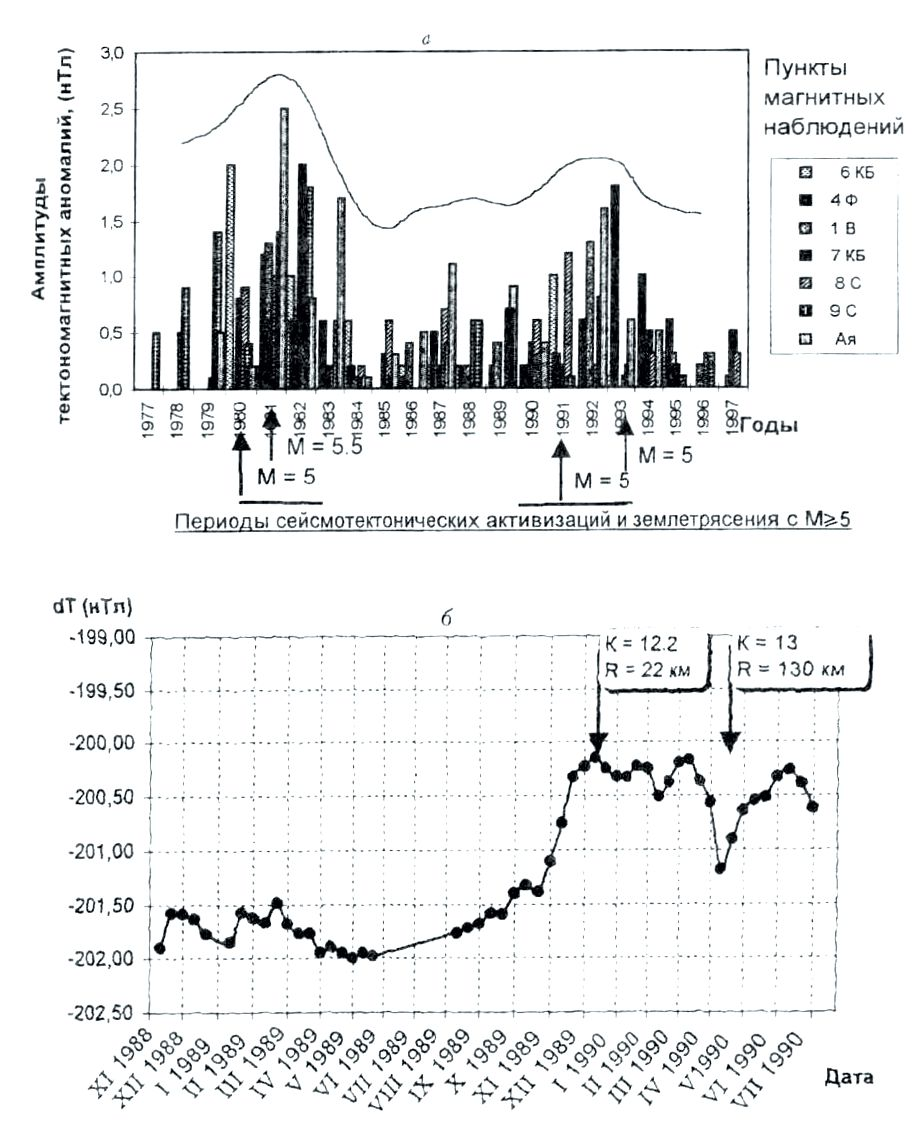 а
Амплитуды
тектономагнитных аномалий, (нТл)
3,0
2,5
2,0
1,5
1,0
0,5
0,0
1977
1978
1979
1980
1982
1983
1984
1985
1986
1987
1988
1989
1990
1991
1992
1993
1994
1995
1996
1997
Годы
Пункты
магнитных
наблюдений
6 КБ
4 Ф
1 В
7 КБ
8 С
9 С
Ая
M = 5.5
M = 5
M = 5
M = 5
Периоды сейсмотектонических активизаций и землетрясения с М≥5
dT (нТл)
б
-199,00
-199,50
-200,00
-200,50
-201,00
-201,50
-202,00
-202,50
K = 12.2
R = 22 км
K = 13
R = 130 км
XI 1988
XII 1988
I 1989
II 1989
III 1989
IV 1989
V 1989
VI 1989
VII 1989
VIII 1989
IX 1989
X 1989
XI 1989
XII 1989
I 1990
II 1990
III 1990
IV 1990
V1990
VI 1990
VII 1990
Дата